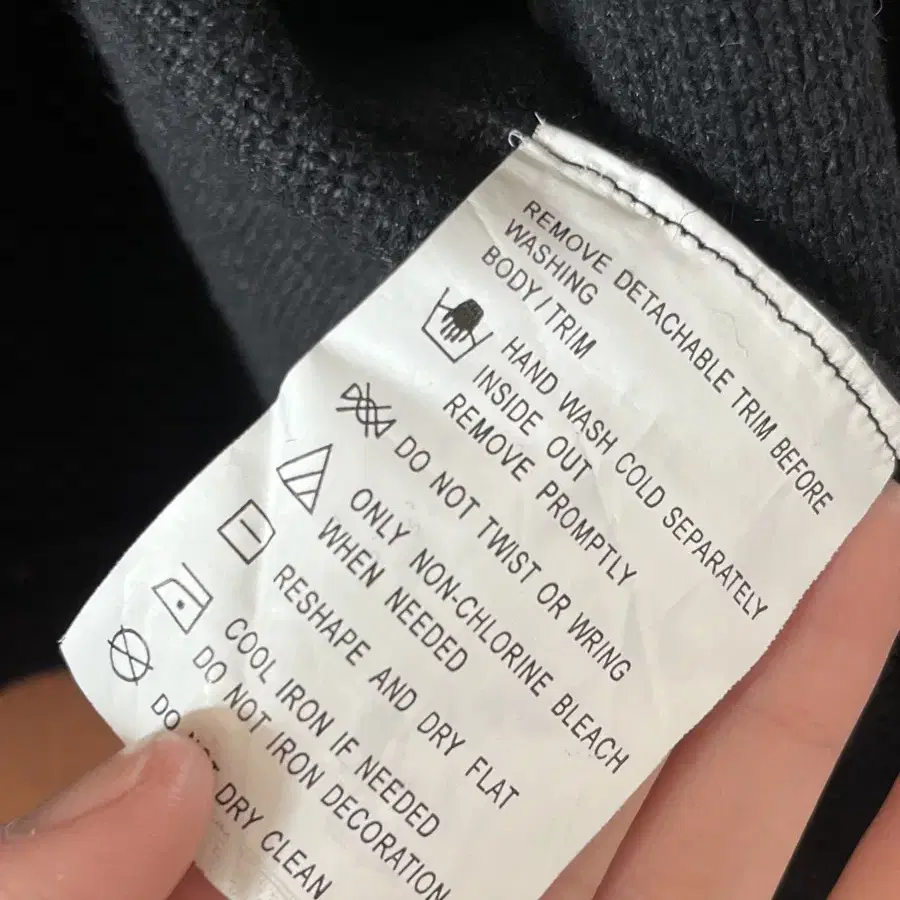 REMOVE DETACHABLE TRIM BEFORE
WASHING
BODY/TRIM
HAND WASH COLD SEPARATELY
INSIDE OUT
REMOVE PROMPTLY
DO NOT TWIST OR WRING
ONLY NON-CHLORINE BLEACH
WHEN NEEDED
RESHAPE AND DRY FLAT
COOL IRON IF NEEDED
DO NOT IRON DECORATION
DO NOT DRY CLEAN